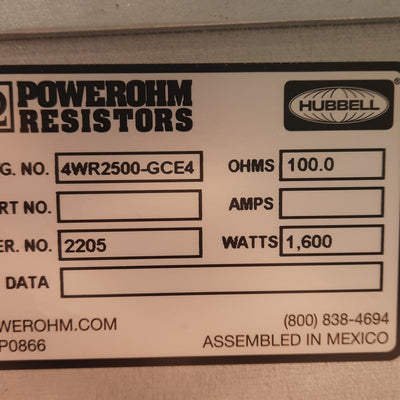 POWEROHM
RESISTORS
HUBBELL ®
G. NO. 4WR2500-GCE4 OHMS 100.0
RT NO. AMPS
ER. NO. 2205 WATTS 1,600
DATA
WEROHM.COM (800) 838-4694
P0866 ASSEMBLED IN MEXICO